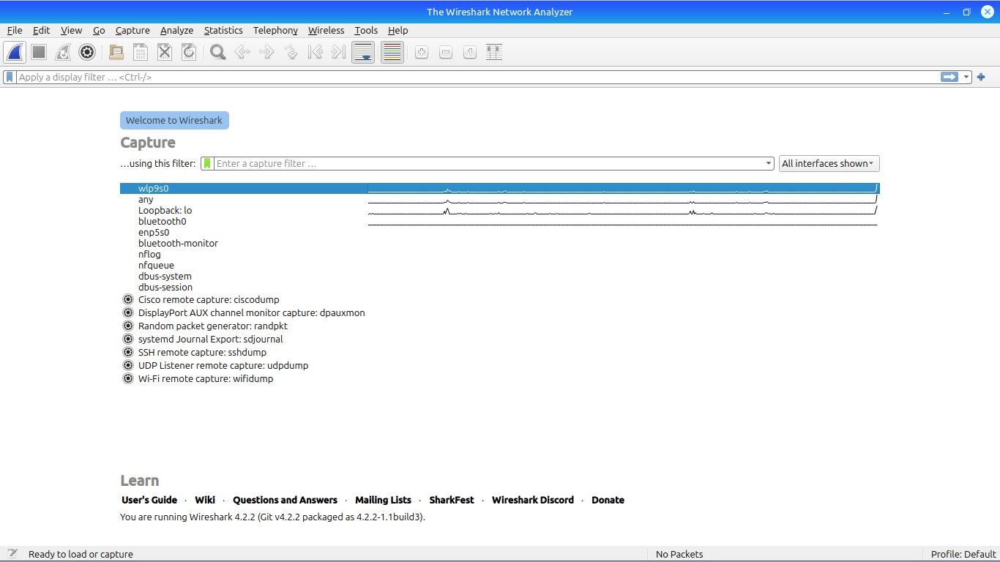 The Wireshark Network Analyzer
File Edit View Go Capture Analyze Statistics Telephony Wireless Tools Help
Apply a display filter … <Ctrl-/>
Welcome to Wireshark
Capture
…using this filter: Enter a capture filter … All interfaces shown
wlp9s0
any
Loopback: lo
bluetooth0
enp5s0
bluetooth-monitor
nflog
nfqueue
dbus-system
dbus-session
Cisco remote capture: ciscodump
DisplayPort AUX channel monitor capture: dpauxmon
Random packet generator: randpkt
systemd Journal Export: sdjournal
SSH remote capture: sshdump
UDP Listener remote capture: udpdump
Wi-Fi remote capture: wifidump
Learn
User's Guide · Wiki · Questions and Answers · Mailing Lists · SharkFest · Wireshark Discord · Donate
You are running Wireshark 4.2.2 (Git v4.2.2 packaged as 4.2.2-1.1build3).
Ready to load or capture No Packets Profile: Default